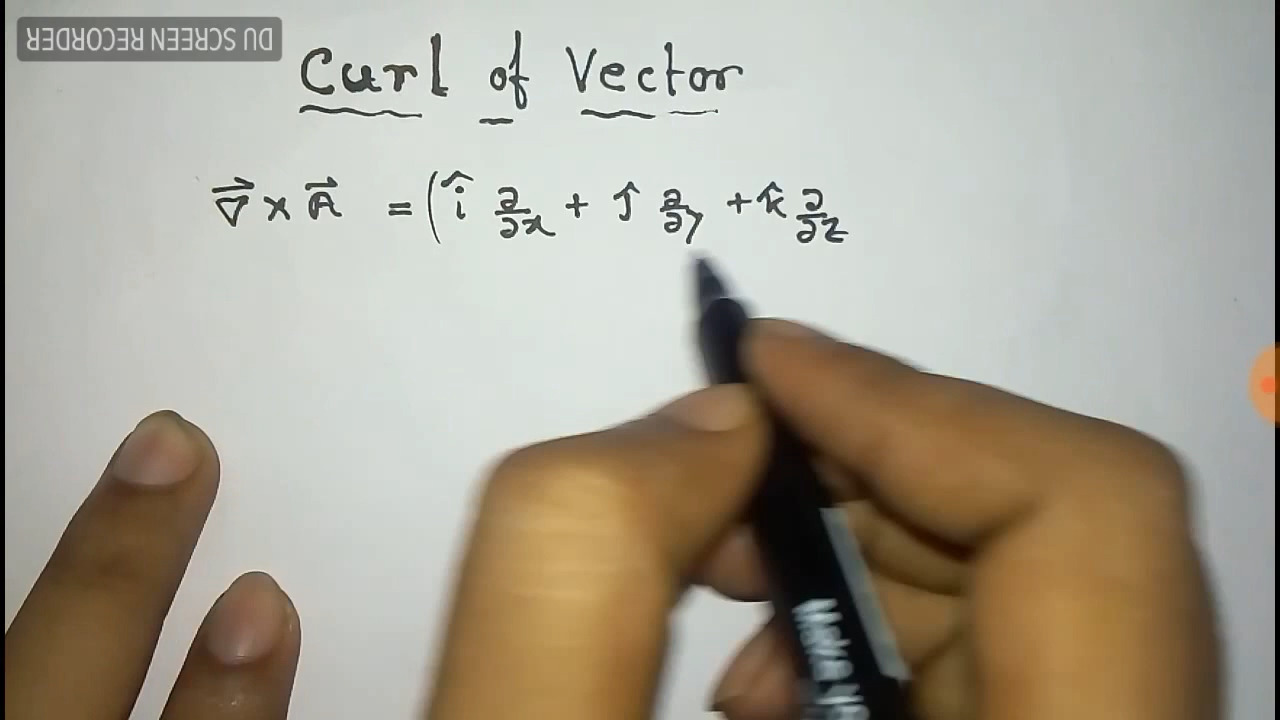 DU SCREEN RECORDER
Curl of Vector
∇⃗ × A⃗ = (î ∂/∂x + ĵ ∂/∂y + k̂ ∂/∂z